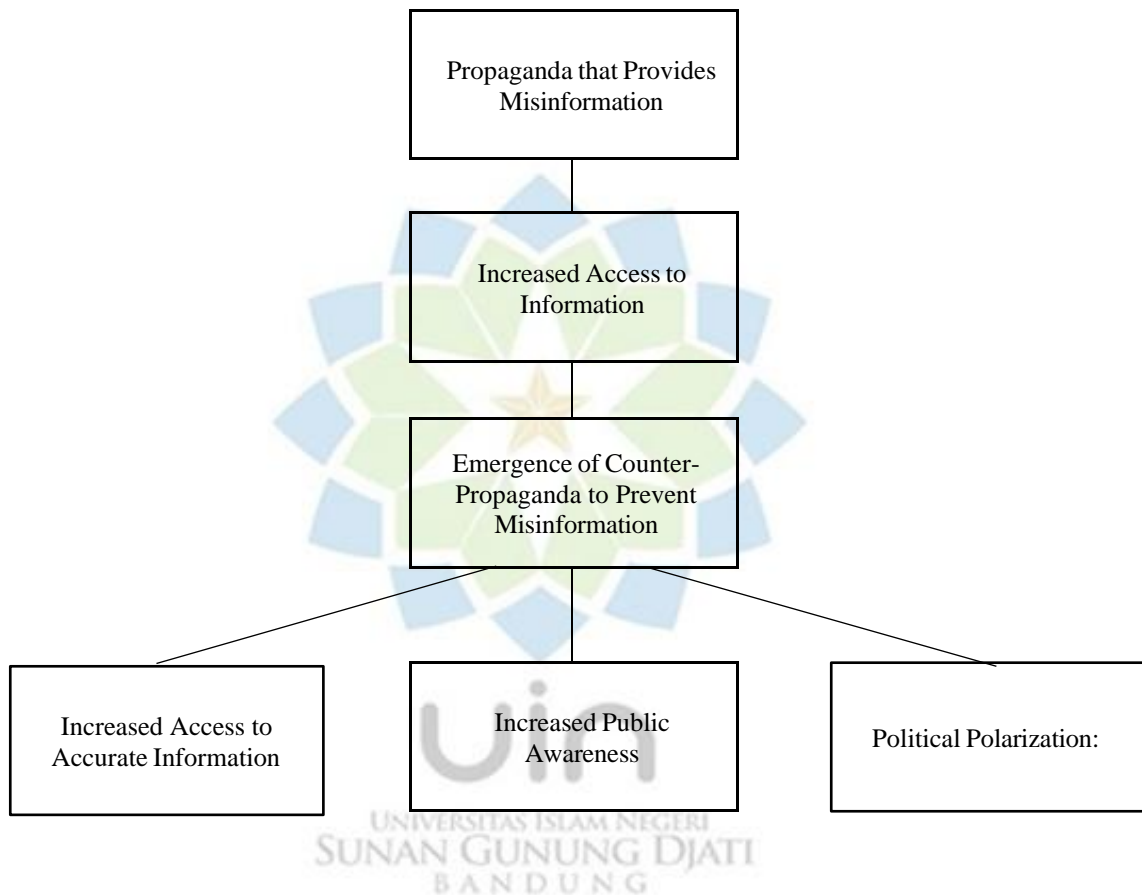 Propaganda that Provides
Misinformation
Increased Access to
Information
Emergence of Counter-
Propaganda to Prevent
Misinformation
Increased Access to
Accurate Information
Increased Public
Awareness
Political Polarization:
uin
UNIVERSITAS ISLAM NEGERI
SUNAN GUNUNG DJATI
BANDUNG